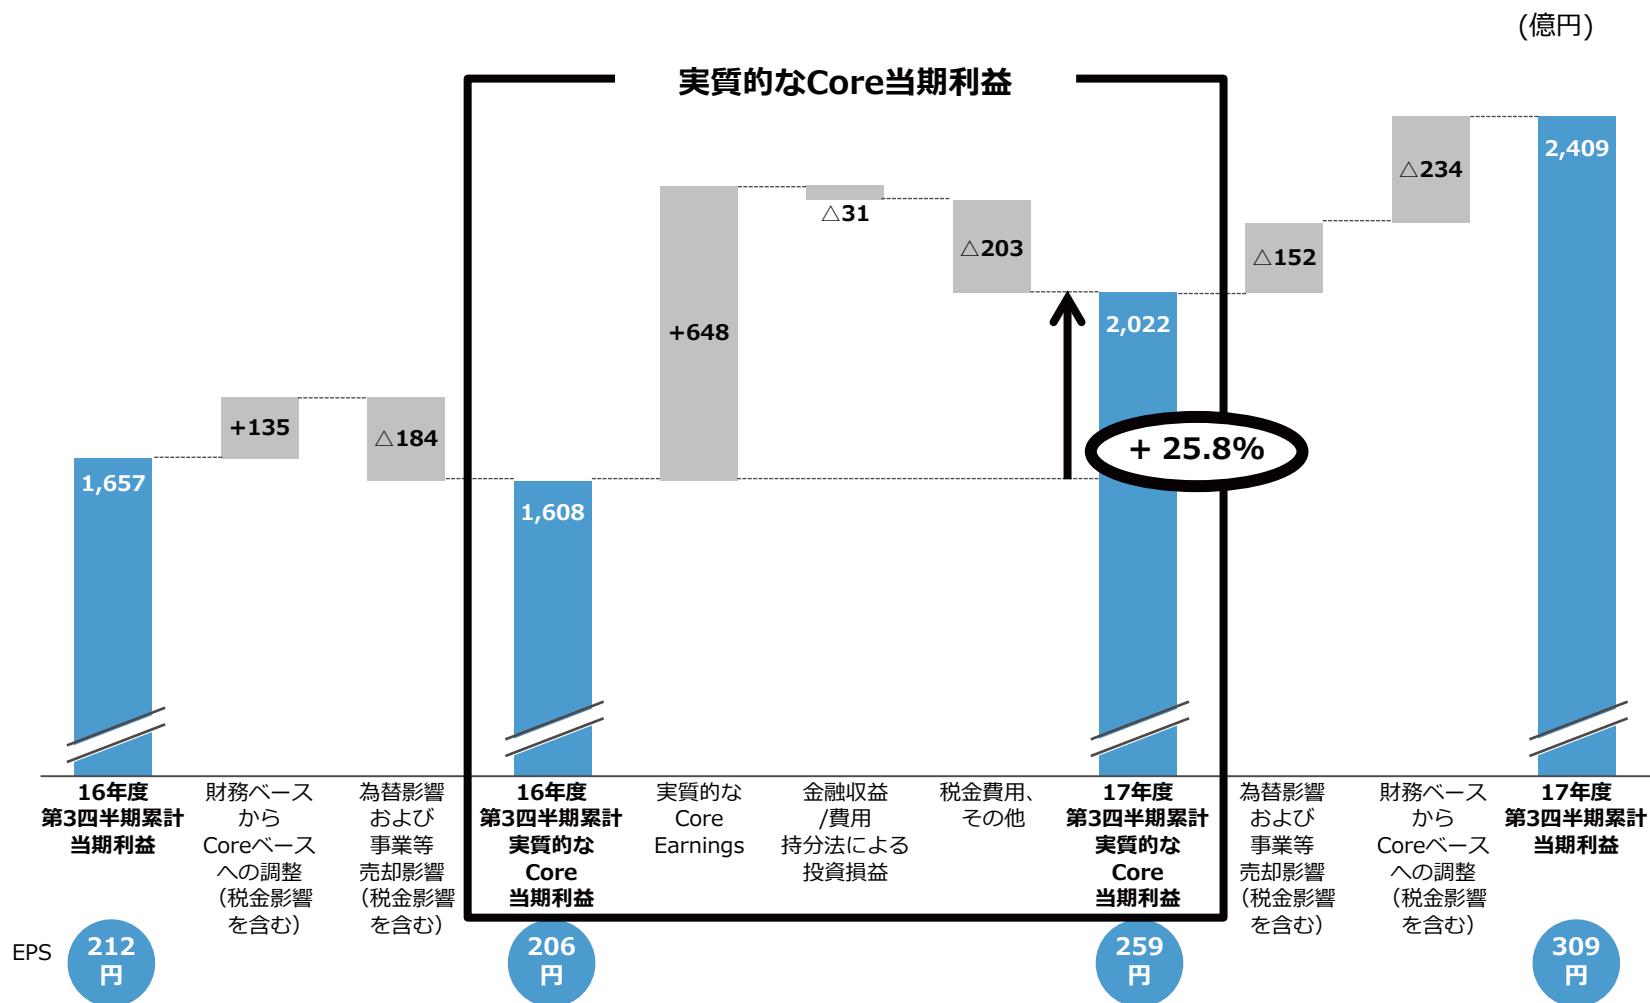 (億円)
実質的なCore当期利益
1,657
+135
△184
1,608
+648
△31
△203
2,022
+ 25.8%
△152
△234
2,409
16年度
第3四半期累計
当期利益
財務ベース
から
Coreベース
への調整
(税金影響
を含む)
為替影響
および
事業等
売却影響
(税金影響
を含む)
16年度
第3四半期累計
実質的な
Core
当期利益
実質的な
Core
Earnings
金融収益
/費用
持分法による
投資損益
税金費用、
その他
17年度
第3四半期累計
実質的な
Core
当期利益
為替影響
および
事業等
売却影響
(税金影響
を含む)
財務ベース
から
Coreベース
への調整
(税金影響
を含む)
17年度
第3四半期累計
当期利益
EPS
212
円
206
円
259
円
309
円